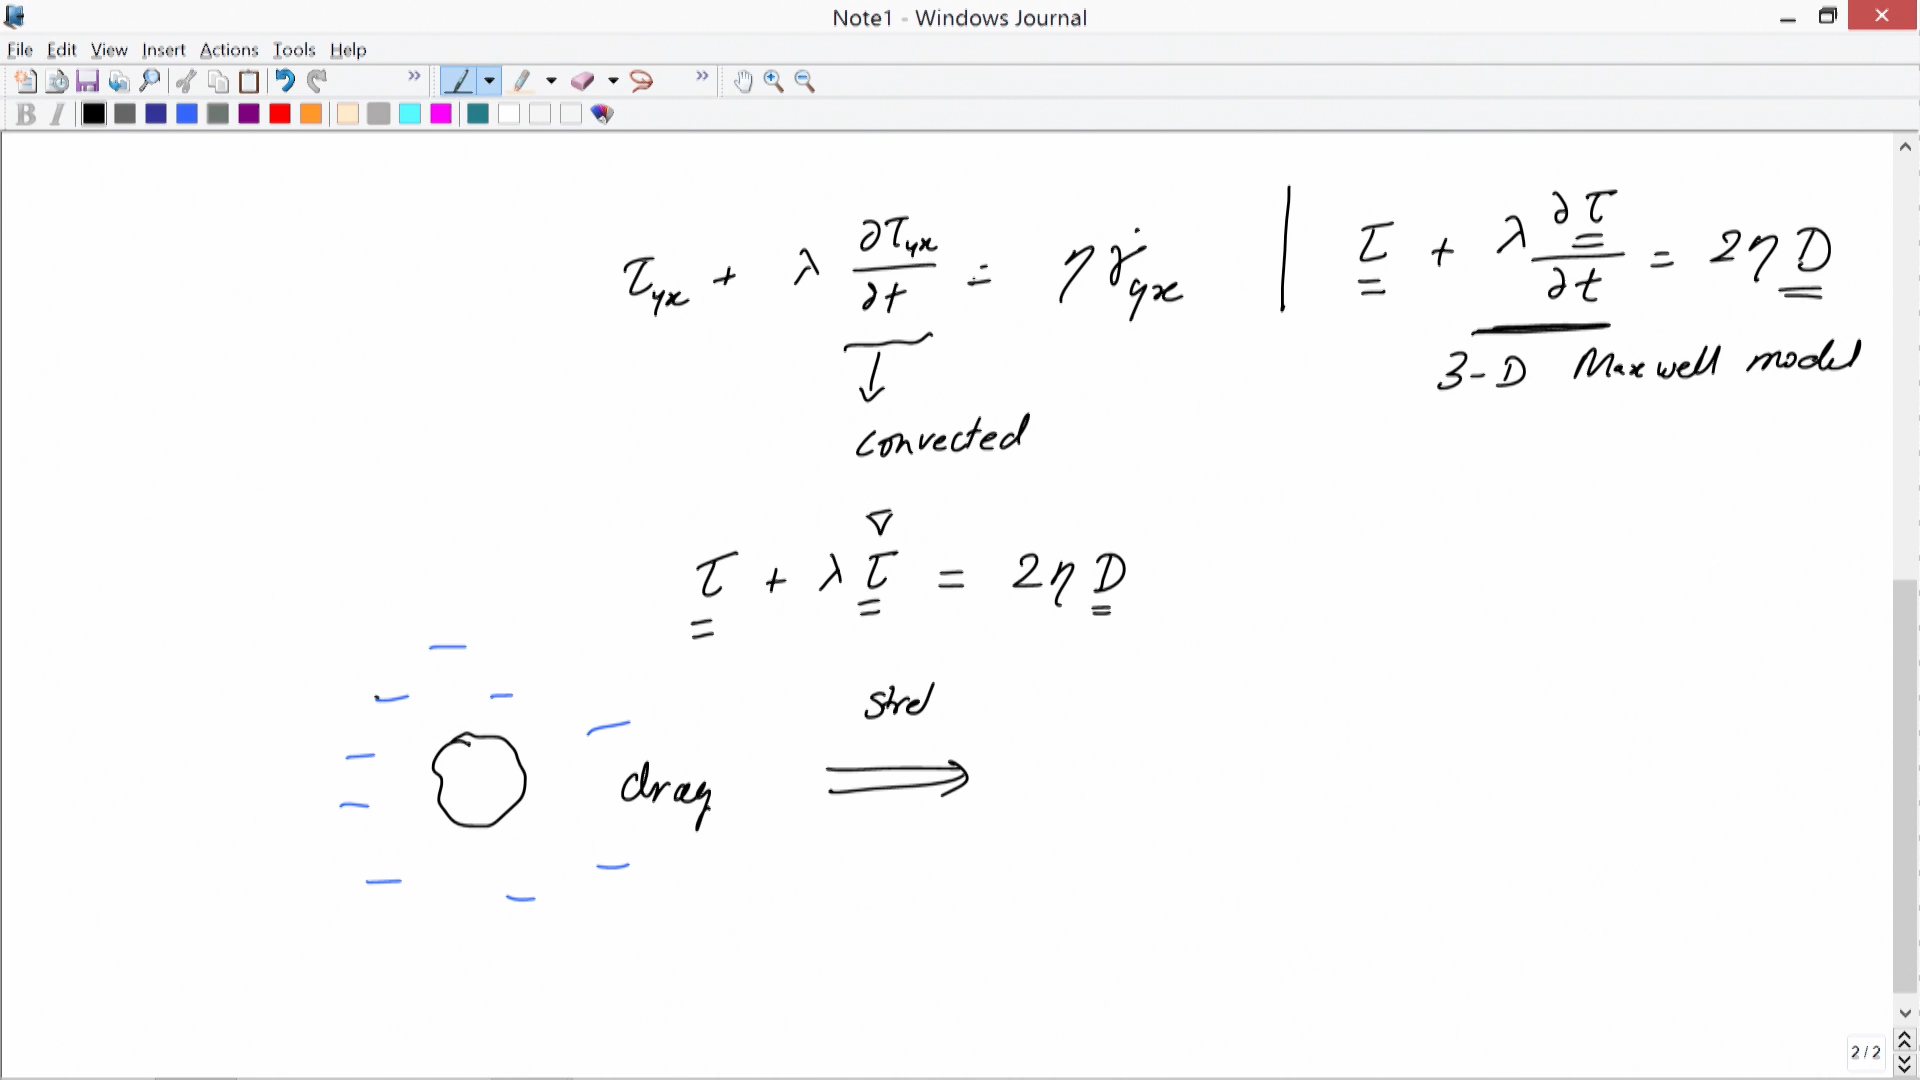 Note1 - Windows Journal
File Edit View Insert Actions Tools Help
B I
τyx + λ ∂τyx/∂t = η γ̇yx | τ + λ ∂τ/∂t = 2η D
3-D Maxwell model
↓
convected
τ + λ τ^∇ = 2η D
drag ⇒
2 / 2